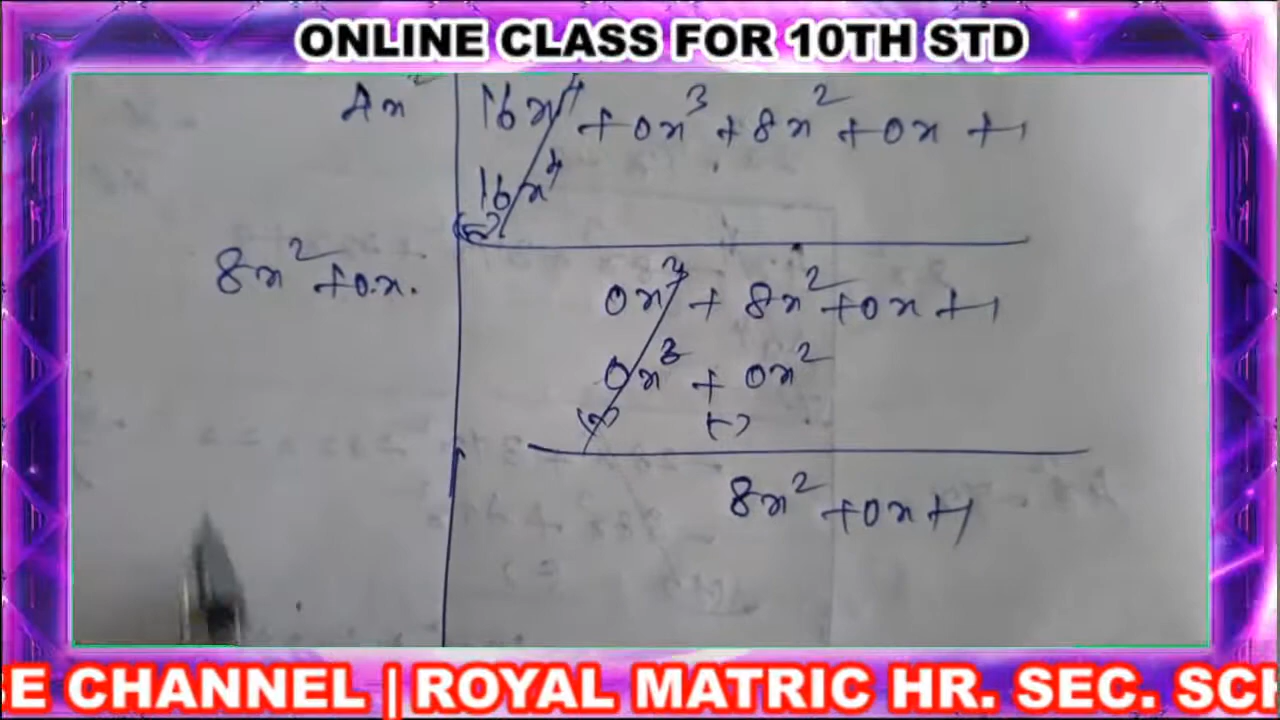 ONLINE CLASS FOR 10TH STD
4x² 16x⁴ + 0x³ + 8x² + 0x + 1
16x⁴
(-)
8x² + 0x. 0x³ + 8x² + 0x + 1
0x³ + 0x²
(-) (-)
8x² + 0x + 1
E CHANNEL | ROYAL MATRIC HR. SEC. SCH